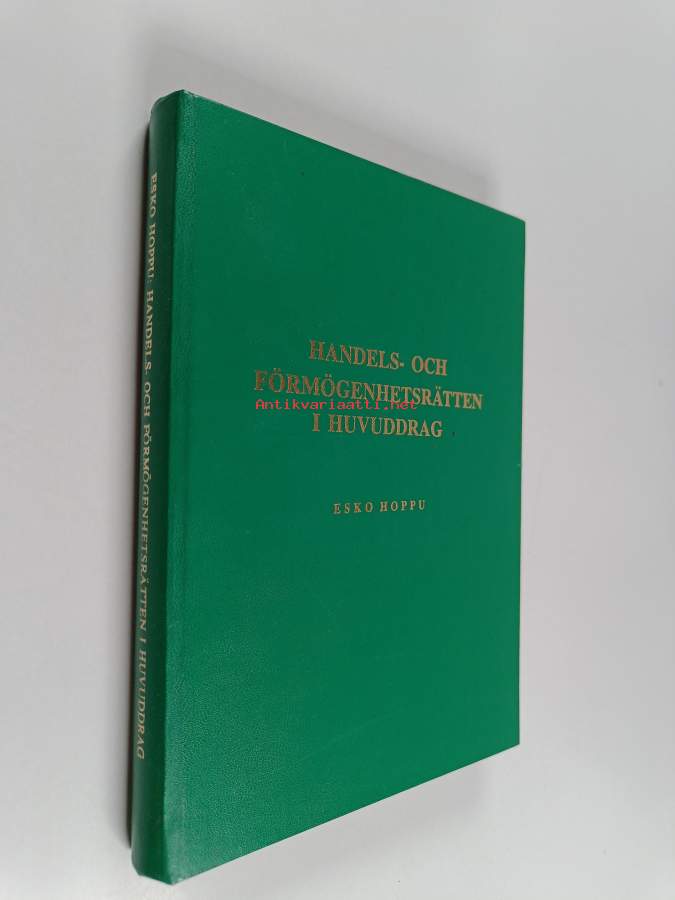 HANDELS- OCH
FÖRMÖGENHETSRÄTTEN
Antikvariaatti.net
I HUVUDDRAG
ESKO HOPPU
ESKO HOPPU: HANDELS- OCH FÖRMÖGENHETSRÄTTEN I HUVUDDRAG